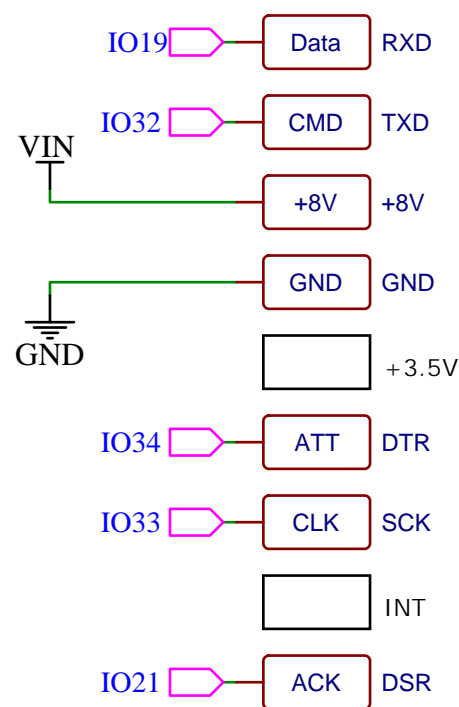 IO19 Data RXD
IO32 CMD TXD
VIN
+8V +8V
GND GND
GND
+3.5V
IO34 ATT DTR
IO33 CLK SCK
INT
IO21 ACK DSR